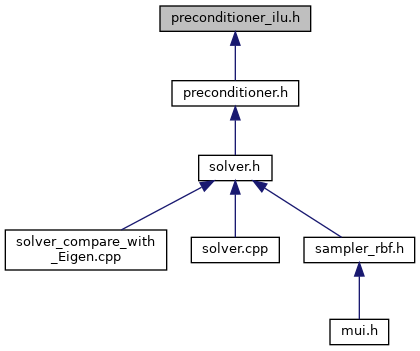 preconditioner_ilu.h
preconditioner.h
solver.h
solver_compare_with
_Eigen.cpp
solver.cpp
sampler_rbf.h
mui.h